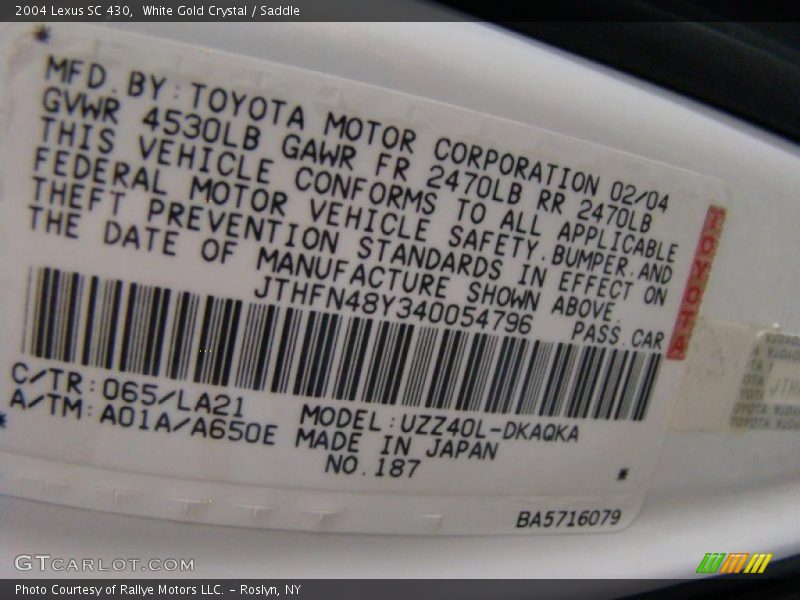 2004 Lexus SC 430,  White Gold Crystal / Saddle
MFD.BY:TOYOTA MOTOR CORPORATION 02/04
GVWR 4530LB GAWR FR 2470LB RR 2470LB
THIS VEHICLE CONFORMS TO ALL APPLICABLE
FEDERAL MOTOR VEHICLE SAFETY.BUMPER.AND
THEFT PREVENTION STANDARDS IN EFFECT ON
THE DATE OF MANUFACTURE SHOWN ABOVE.
JTHFN48Y340054796 PASS.CAR
TOYOTA
C/TR:065/LA21 MODEL:UZZ40L-DKAQKA
A/TM:A01A/A650E MADE IN JAPAN
NO.187
BA5716079
GTCARLOT.COM
Photo Courtesy of Rallye Motors LLC. - Roslyn, NY